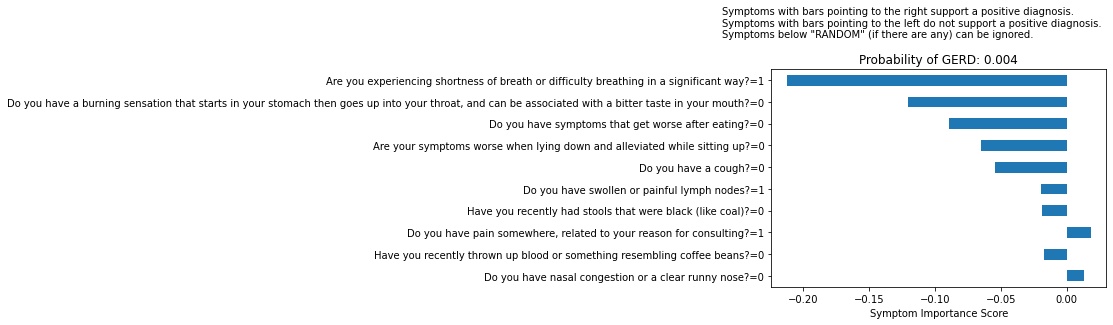 Symptoms with bars pointing to the right support a positive diagnosis.
Symptoms with bars pointing to the left do not support a positive diagnosis.
Symptoms below "RANDOM" (if there are any) can be ignored.
Probability of GERD: 0.004
Are you experiencing shortness of breath or difficulty breathing in a significant way?=1
Do you have a burning sensation that starts in your stomach then goes up into your throat, and can be associated with a bitter taste in your mouth?=0
Do you have symptoms that get worse after eating?=0
Are your symptoms worse when lying down and alleviated while sitting up?=0
Do you have a cough?=0
Do you have swollen or painful lymph nodes?=1
Have you recently had stools that were black (like coal)?=0
Do you have pain somewhere, related to your reason for consulting?=1
Have you recently thrown up blood or something resembling coffee beans?=0
Do you have nasal congestion or a clear runny nose?=0
−0.20 −0.15 −0.10 −0.05 0.00
Symptom Importance Score